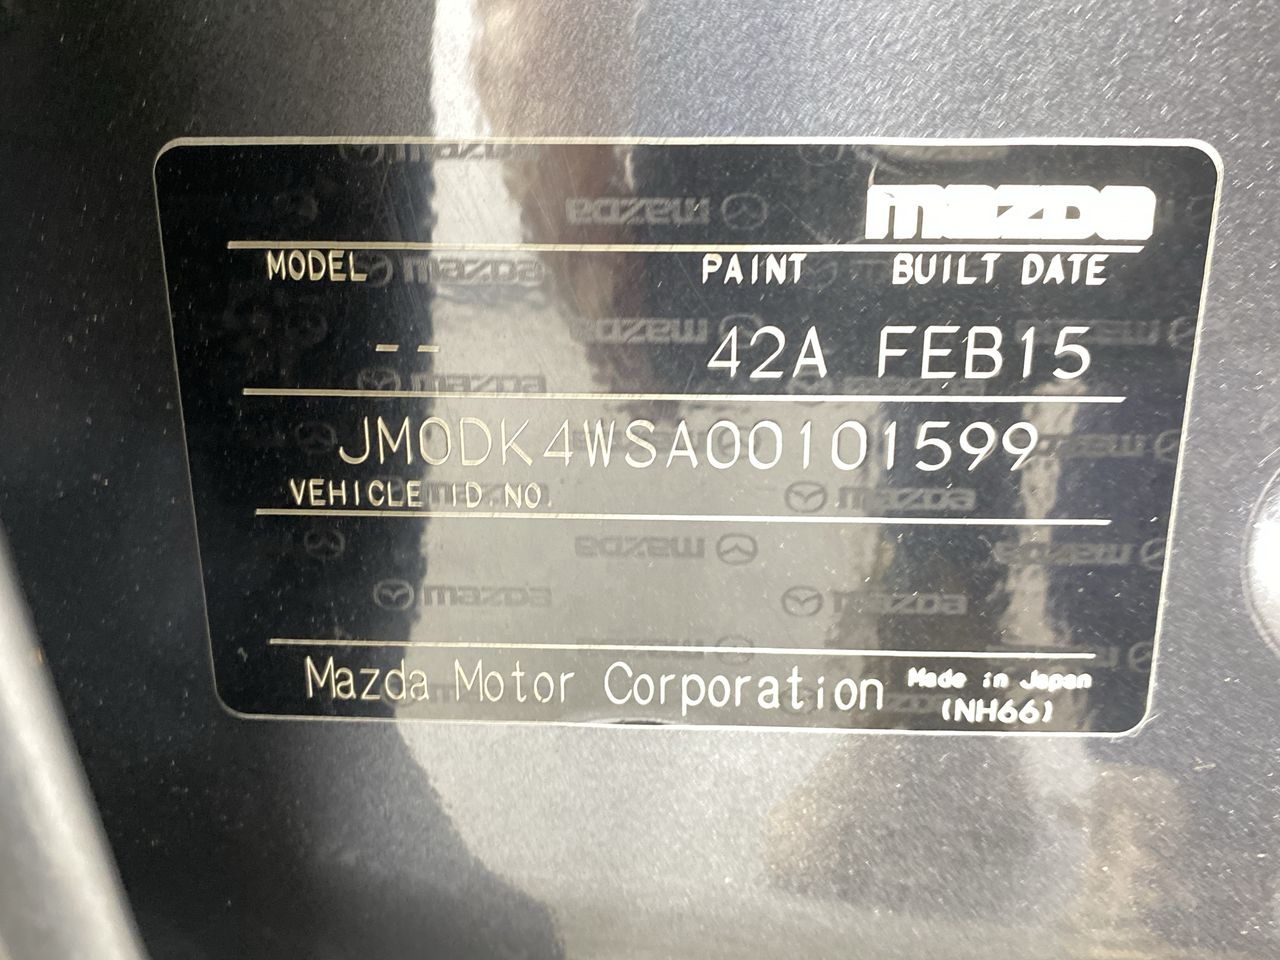 mazda
MODEL PAINT BUILT DATE
-- 42A FEB15
JM0DK4WSA00101599
VEHICLE ID.NO.
Mazda Motor Corporation Made in Japan
(NH66)